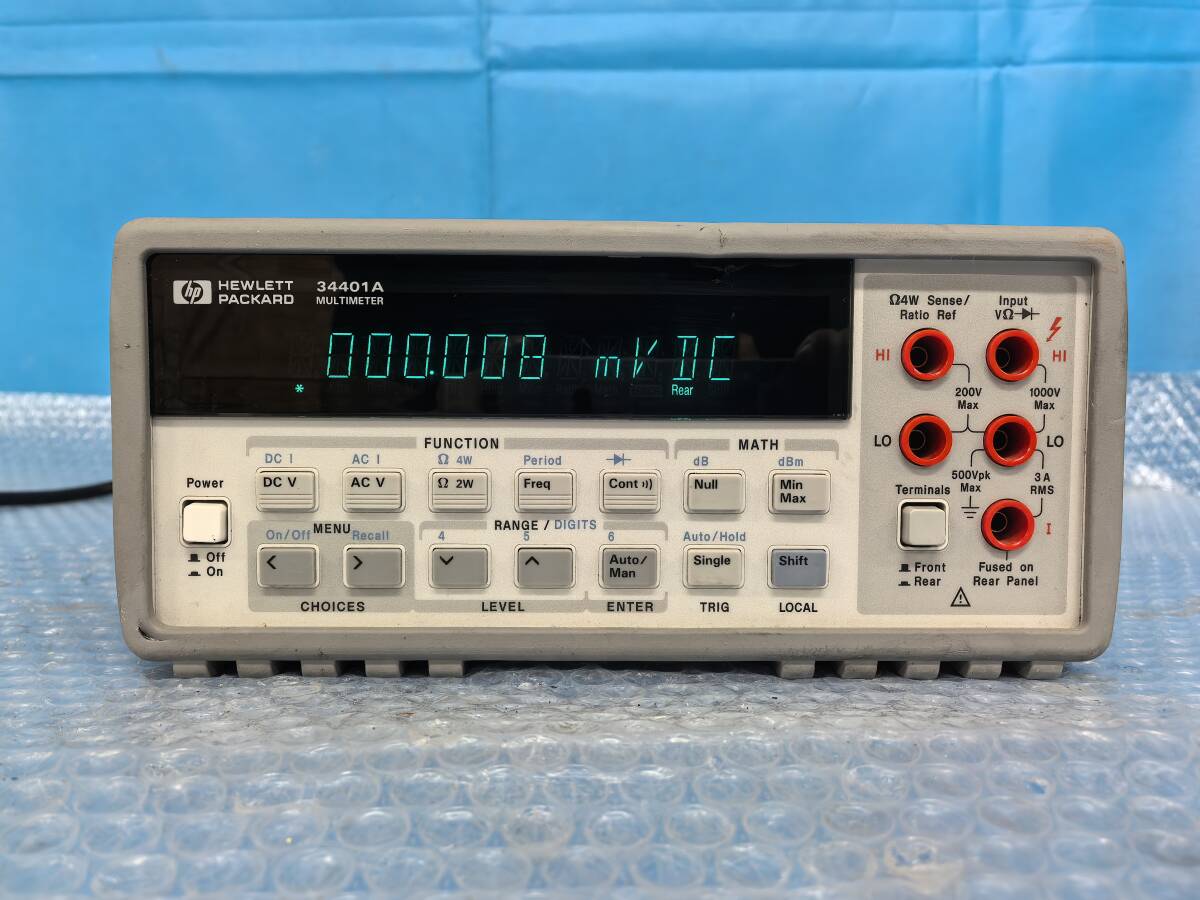 hp HEWLETT PACKARD
34401A
MULTIMETER
000.008 mV DC
* Rear
Ω4W Sense/
Ratio Ref
Input
VΩ
HI
HI
200V
Max
1000V
Max
LO
LO
500Vpk
Max
3A
RMS
Terminals
I
Front
Rear
Fused on
Rear Panel
Power
Off
On
FUNCTION
MATH
DC I
AC I
Ω 4W
Period
dB
dBm
DC V
AC V
Ω 2W
Freq
Cont
Null
Min
Max
MENU
RANGE / DIGITS
On/Off
Recall
4
5
6
Auto/Hold
<
>
Auto/
Man
Single
Shift
CHOICES
LEVEL
ENTER
TRIG
LOCAL